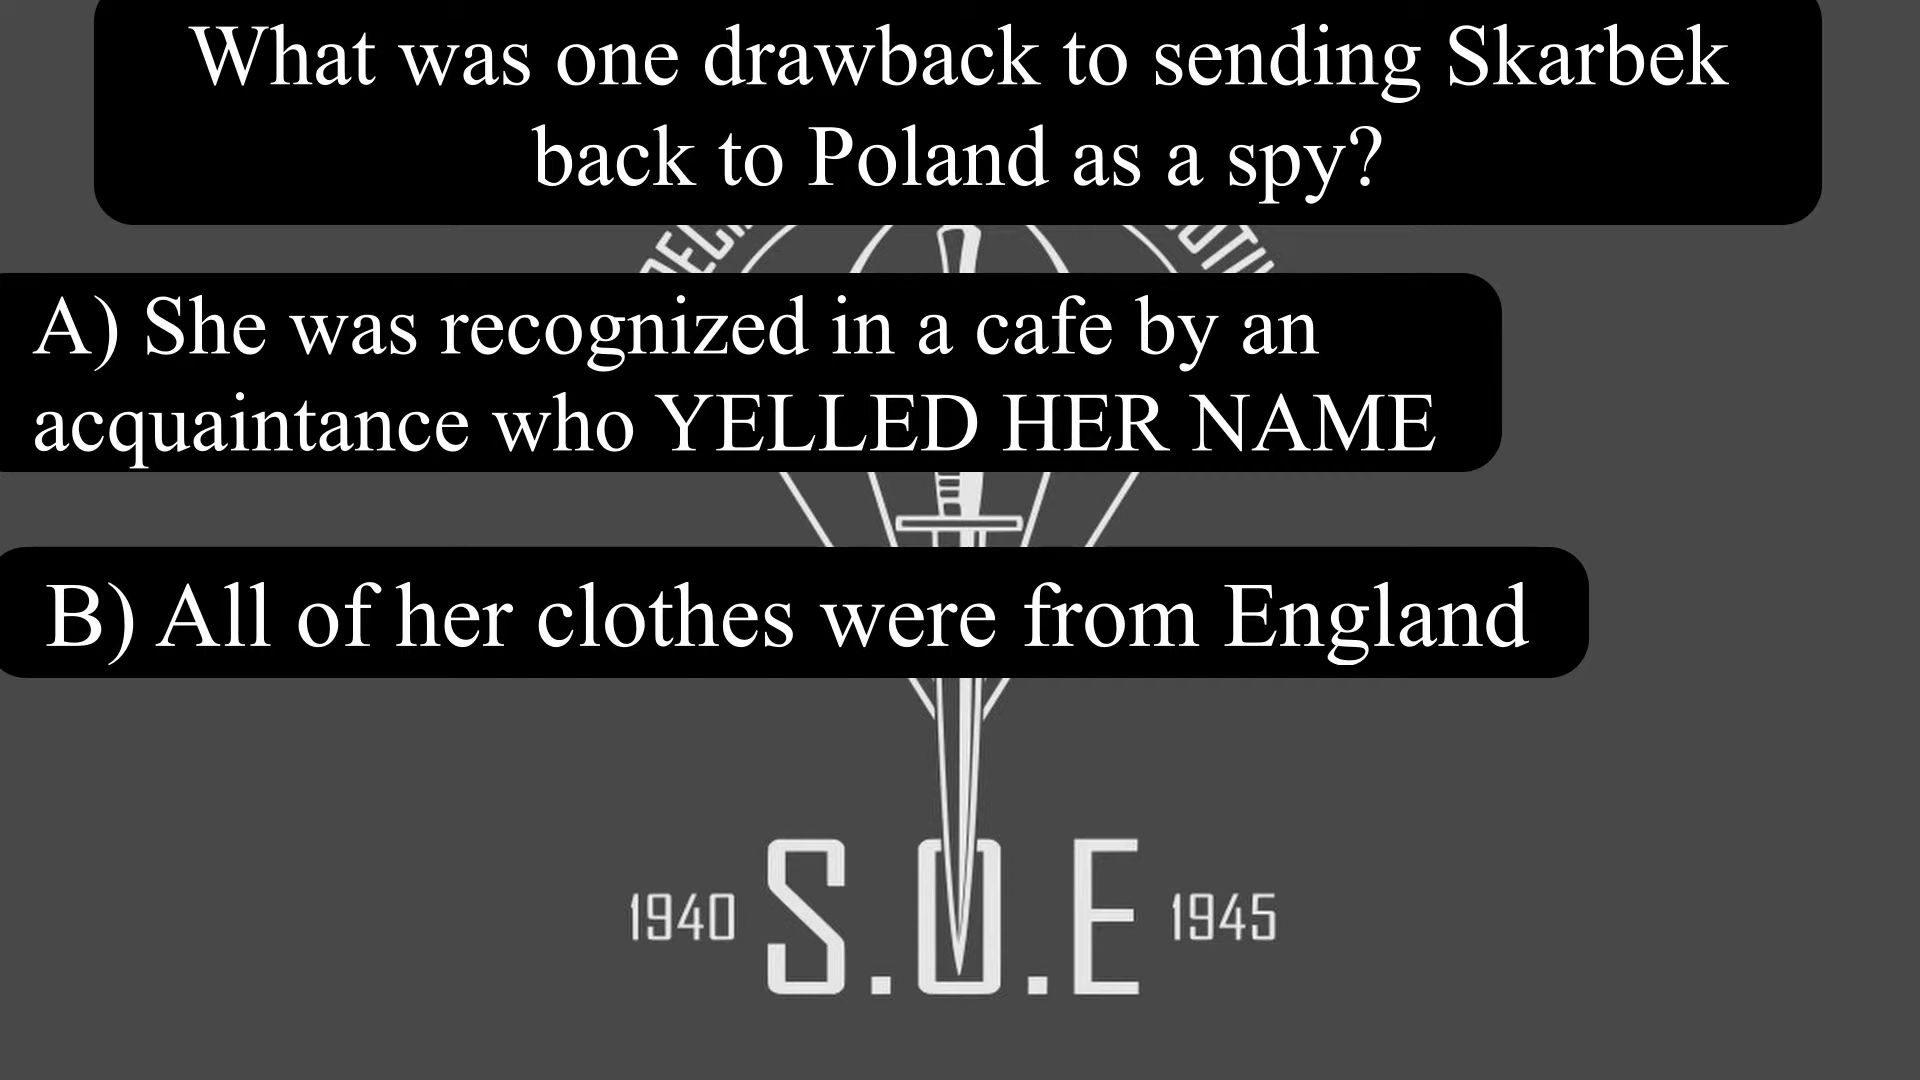 What was one drawback to sending Skarbek
back to Poland as a spy?
A) She was recognized in a cafe by an
acquaintance who YELLED HER NAME
B) All of her clothes were from England
1940 S.O.E 1945